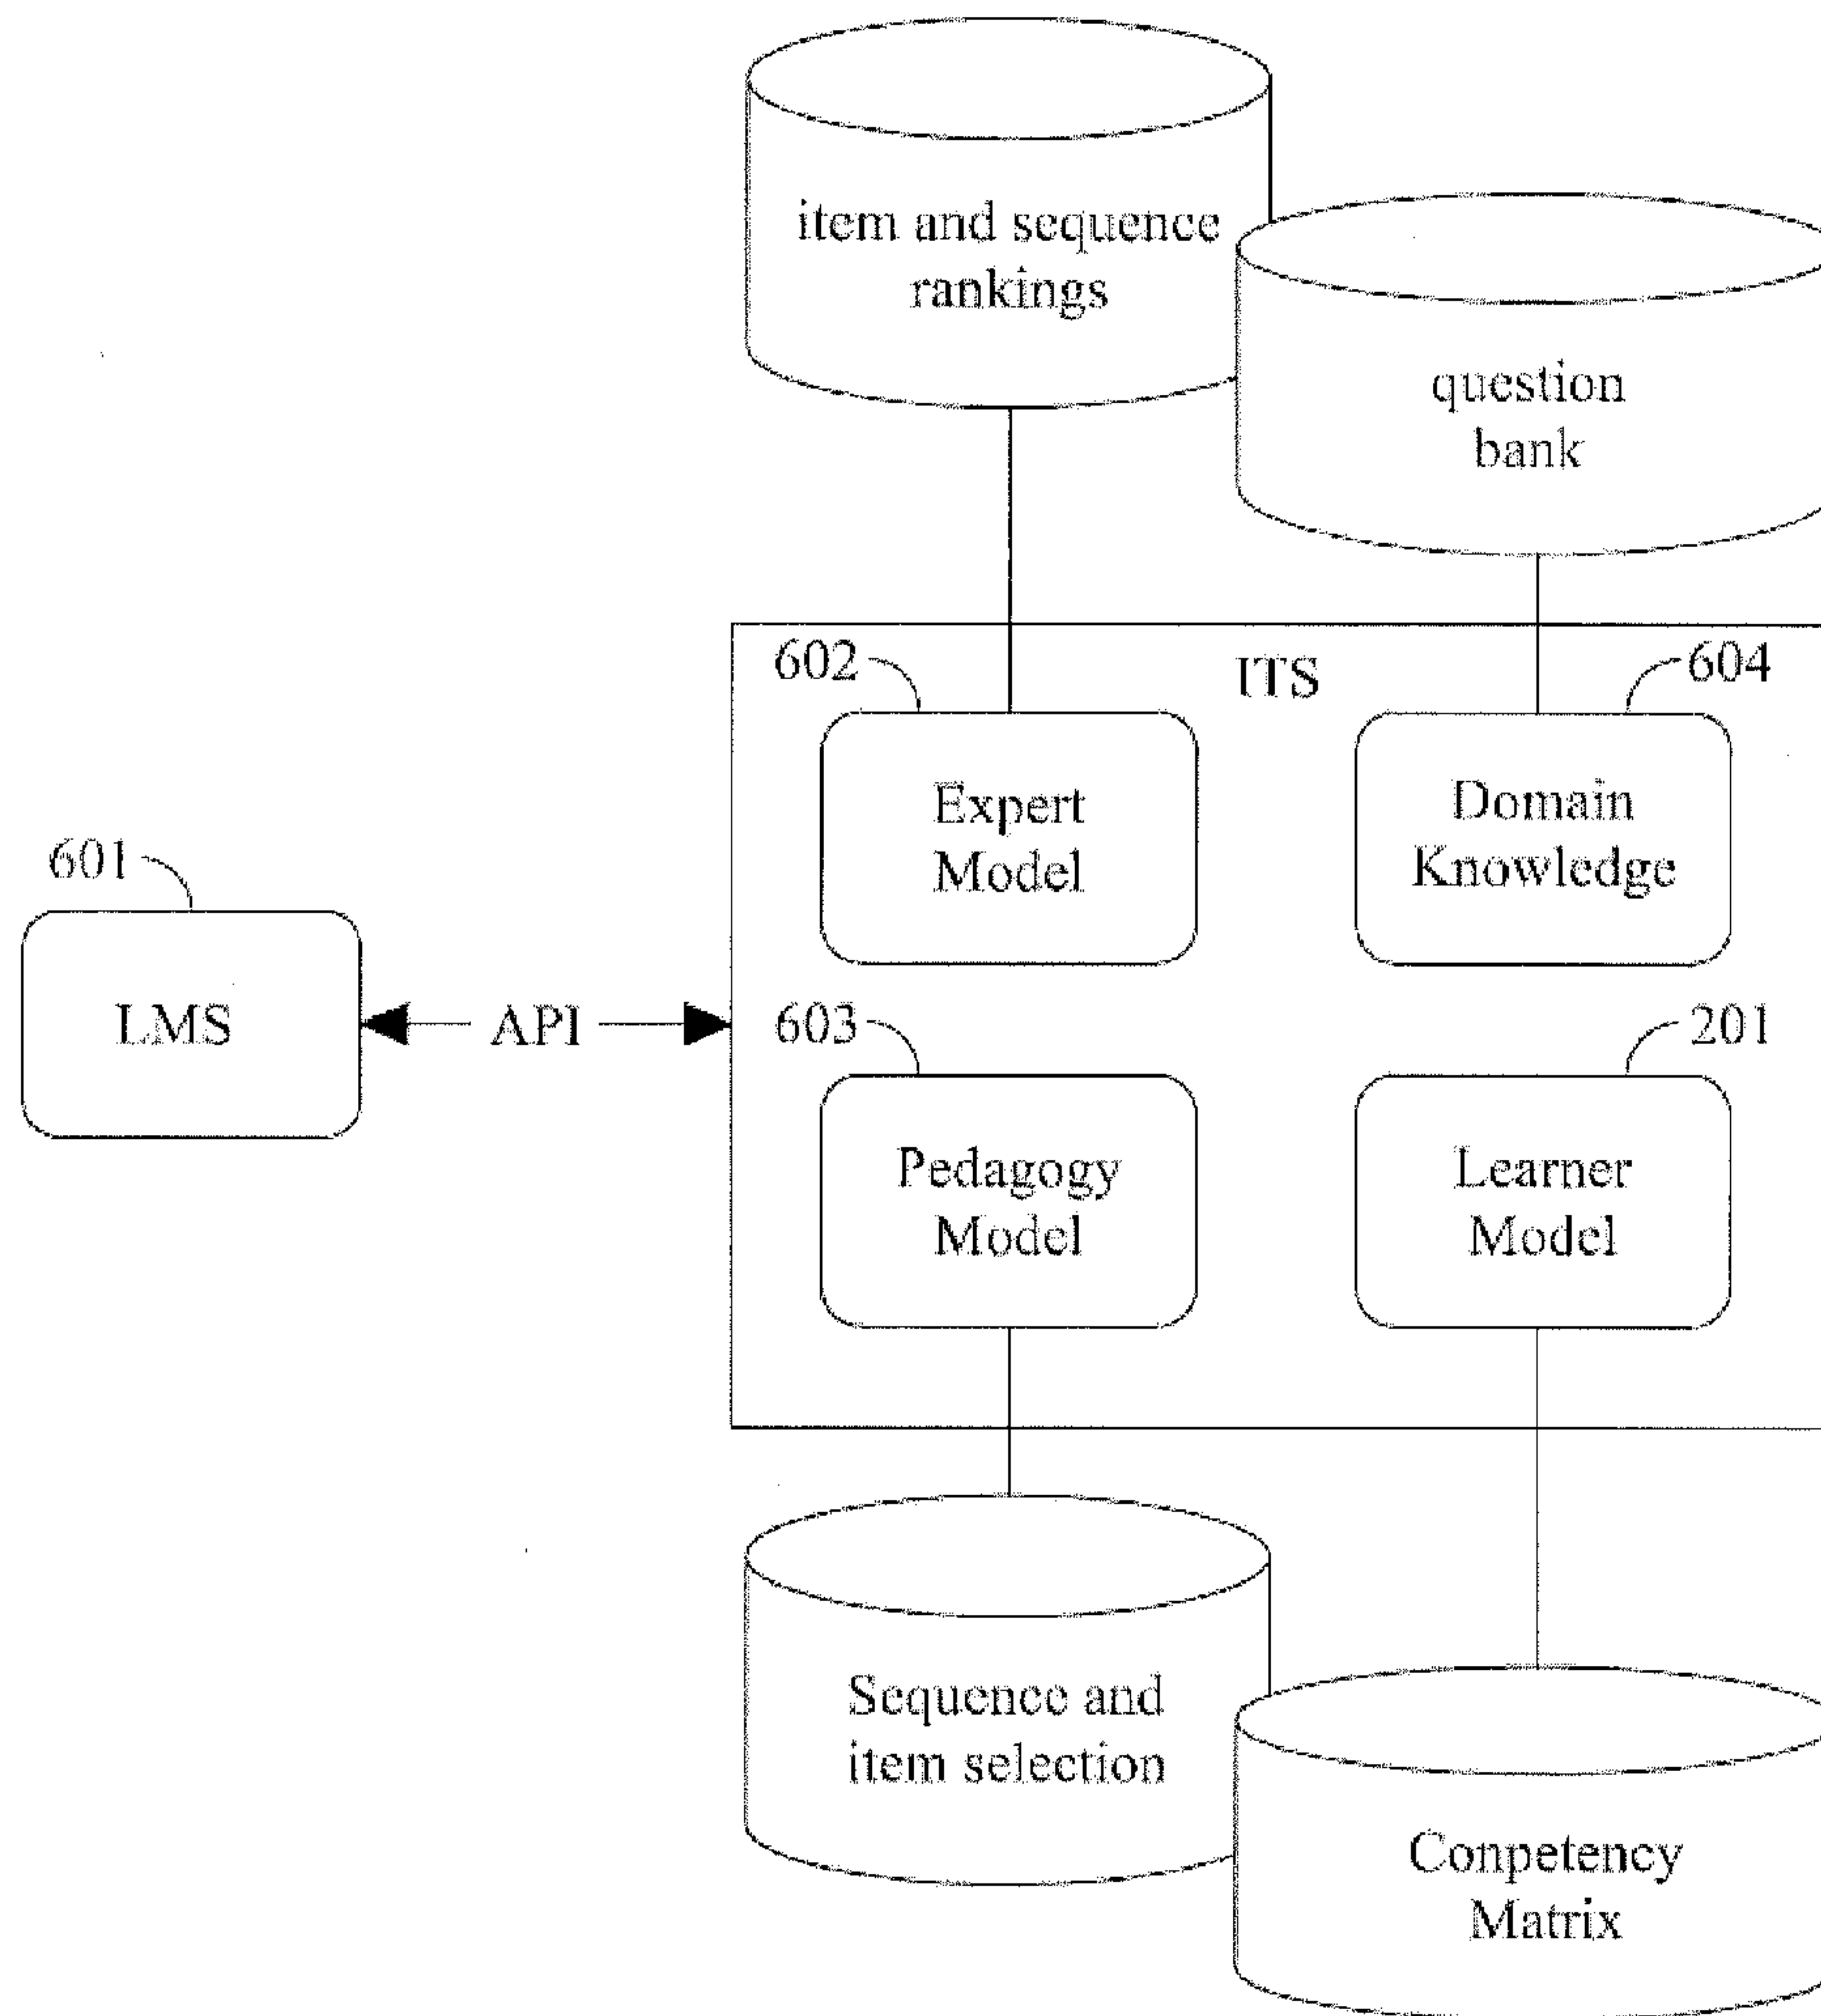 item and sequence
rankings
question
bank
602
ITS
604
Expert
Model
Domain
Knowledge
601
LMS
API
603
201
Pedagogy
Model
Learner
Model
Sequence and
item selection
Conpetency
Matrix